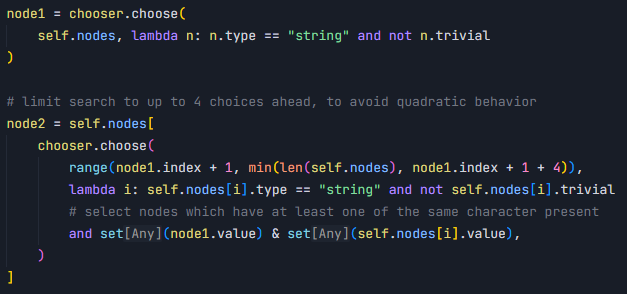 node1 = chooser.choose(
    self.nodes, lambda n: n.type == "string" and not n.trivial
)

# limit search to up to 4 choices ahead, to avoid quadratic behavior
node2 = self.nodes[
    chooser.choose(
        range(node1.index + 1, min(len(self.nodes), node1.index + 1 + 4)),
        lambda i: self.nodes[i].type == "string" and not self.nodes[i].trivial
        # select nodes which have at least one of the same character present
        and set[Any](node1.value) & set[Any](self.nodes[i].value),
    )
]